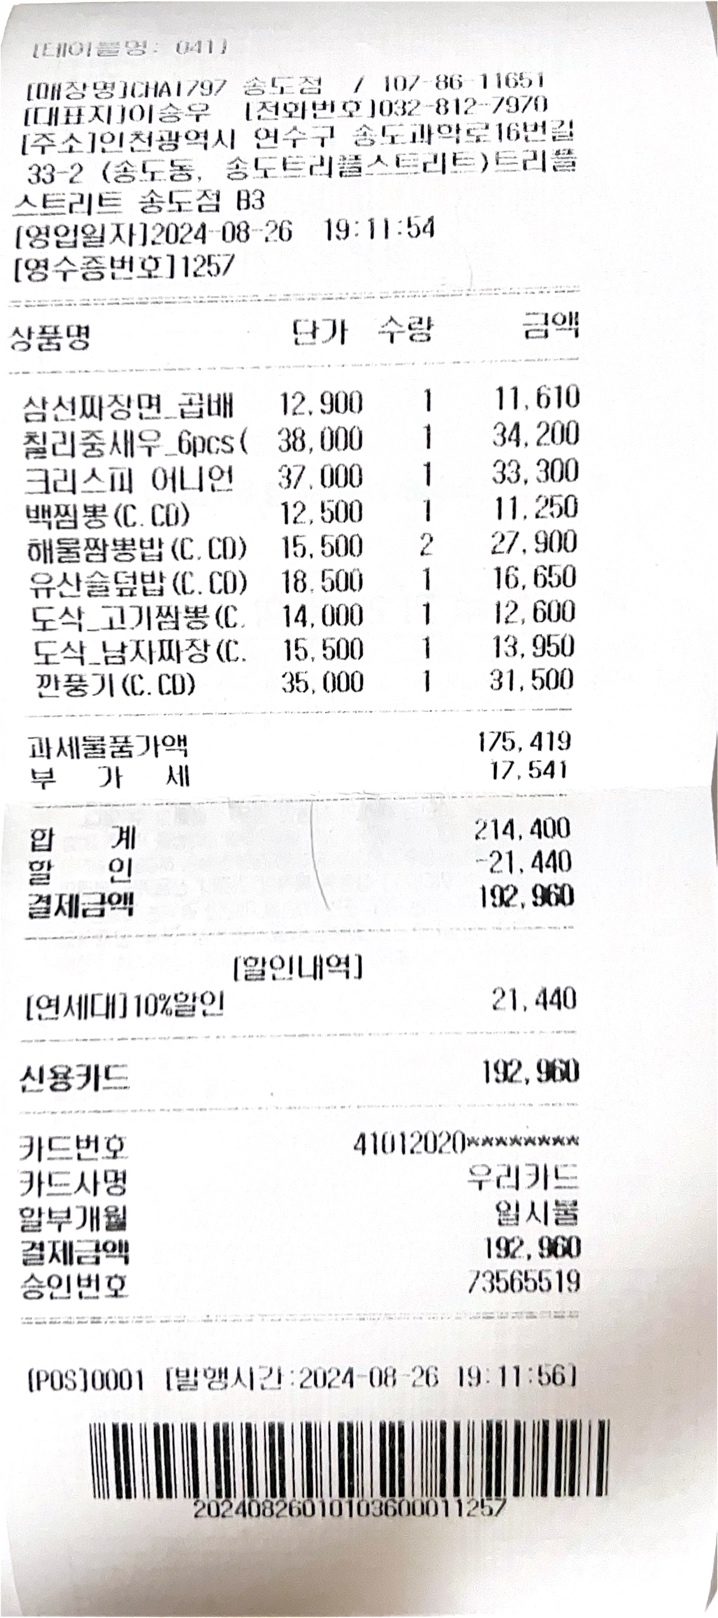 [테이블명: 041]
[매장명]CHAI797 송도점 / 107-86-11651
[대표자]이승우 [전화번호]032-812-7970
[주소]인천광역시 연수구 송도과학로16번길
33-2 (송도동, 송도트리플스트리트)트리플
스트리트 송도점 B3
[영업일자]2024-08-26 19:11:54
[영수증번호]1257
상품명 단가 수량 금액
삼선짜장면_곱배 12,900 1 11,610
칠리중새우_6pcs( 38,000 1 34,200
크리스피 어니언 37,000 1 33,300
백짬뽕(C.CD) 12,500 1 11,250
해물짬뽕밥(C.CD) 15,500 2 27,900
유산슬덮밥(C.CD) 18,500 1 16,650
도삭_고기짬뽕(C. 14,000 1 12,600
도삭_남자짜장(C. 15,500 1 13,950
깐풍기(C.CD) 35,000 1 31,500
과세물품가액 175,419
부 가 세 17,541
합 계 214,400
할 인 -21,440
결제금액 192,960
[할인내역]
[연세대]10%할인 21,440
신용카드 192,960
카드번호 41012020********
카드사명 우리카드
할부개월 일시불
결제금액 192,960
승인번호 73565519
[POS]0001 [발행시간:2024-08-26 19:11:56]
2024082601010360001125​7